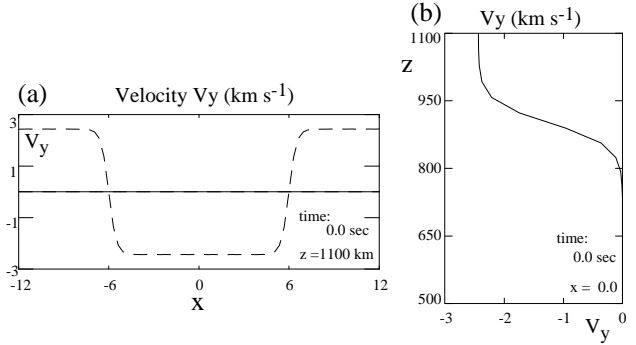 (a) Velocity Vy (km s-1)
3
Vy
1
-1
-3
time:
0.0 sec
z =1100 km
-12 -6 0 6 12
x
(b) Vy (km s-1)
1100
z
950
800
650
500
time:
0.0 sec
x = 0.0
-3 -2 -1 0
Vy